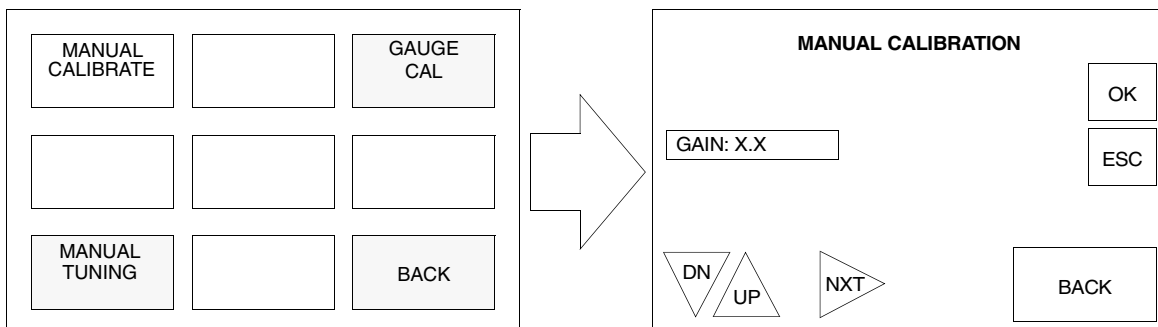 MANUAL
CALIBRATE
GAUGE
CAL
MANUAL
TUNING
BACK
MANUAL CALIBRATION
OK
GAIN: X.X
ESC
DN
UP
NXT
BACK